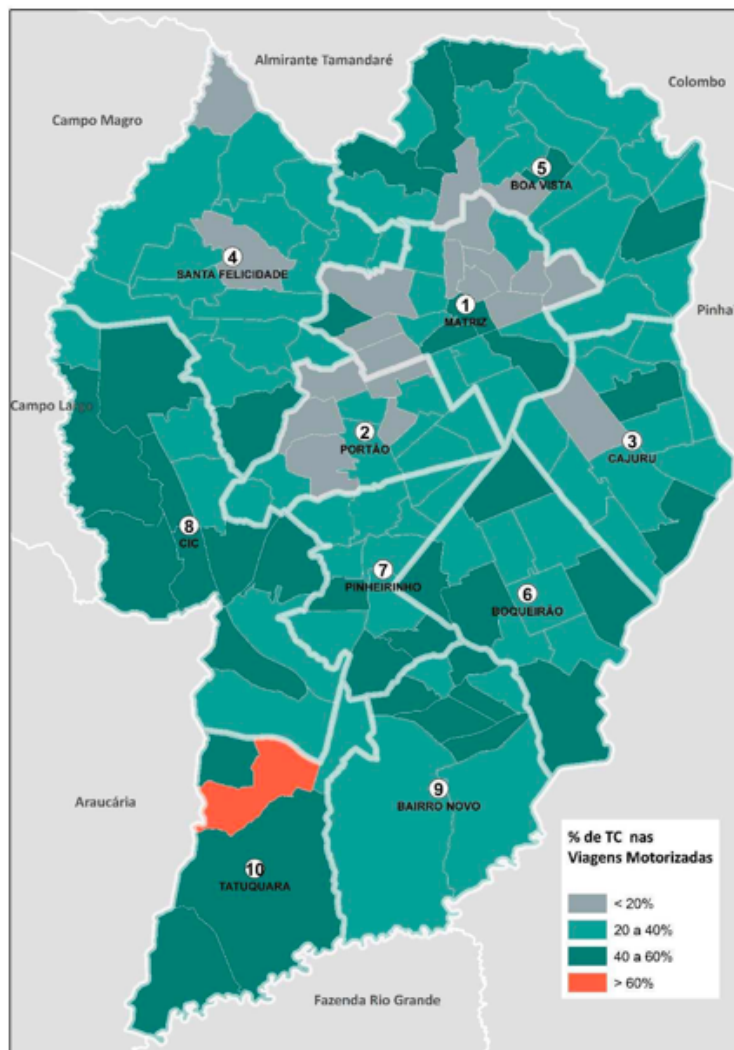 Almirante Tamandaré
Colombo
Campo Magro
5
BOA VISTA
4
SANTA FELICIDADE
1
MATRIZ
Pinha
Campo Largo
2
PORTÃO
3
CAJURU
8
CIC
7
PINHEIRINHO
6
BOQUEIRÃO
Araucária
9
BAIRRO NOVO
10
TATUQUARA
% de TC nas
Viagens Motorizadas
< 20%
20 a 40%
40 a 60%
> 60%
Fazenda Rio Grande